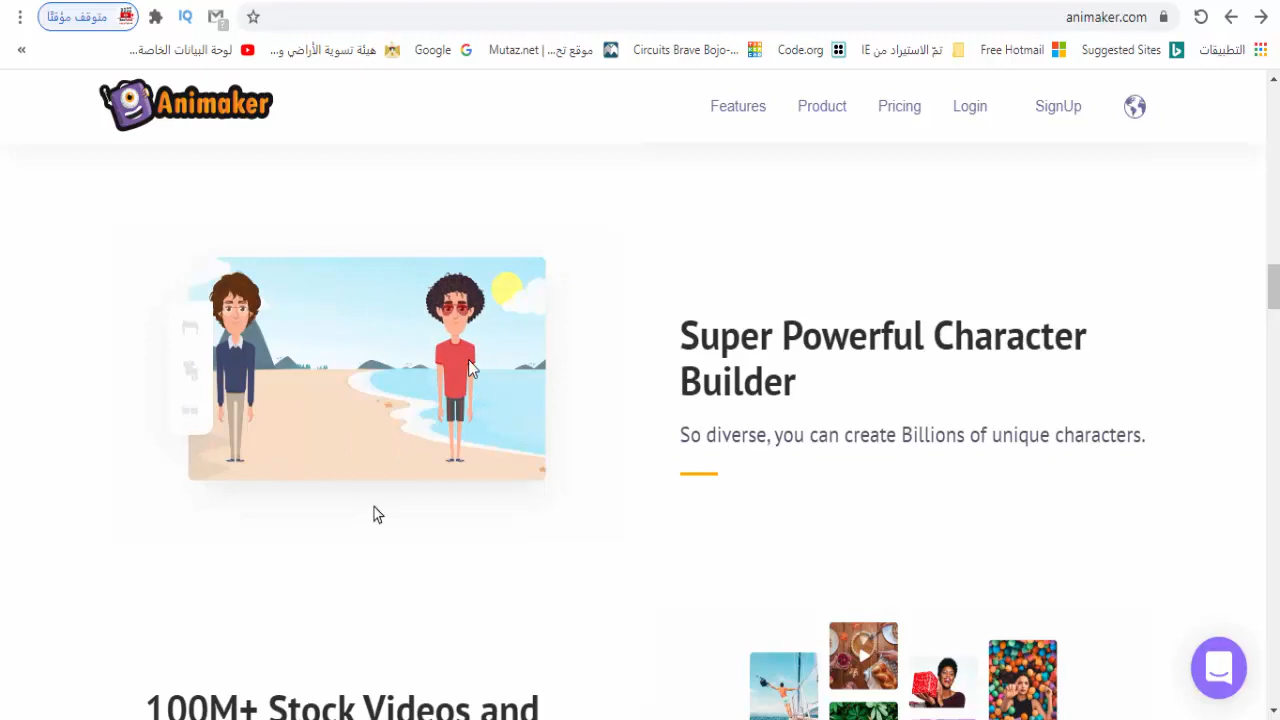 متوقف مؤقتًا
animaker.com
التطبيقات
Suggested Sites
Free Hotmail
تمّ الاستيراد من IE
Code.org
Circuits Brave Bojo-...
Mutaz.net | موقع تج...
Google
هيئة تسوية الأراضي و...
لوحة البيانات الخاصة...
Animaker
Features
Product
Pricing
Login
SignUp
Super Powerful Character
Builder
So diverse, you can create Billions of unique characters.
100M+ Stock Videos and